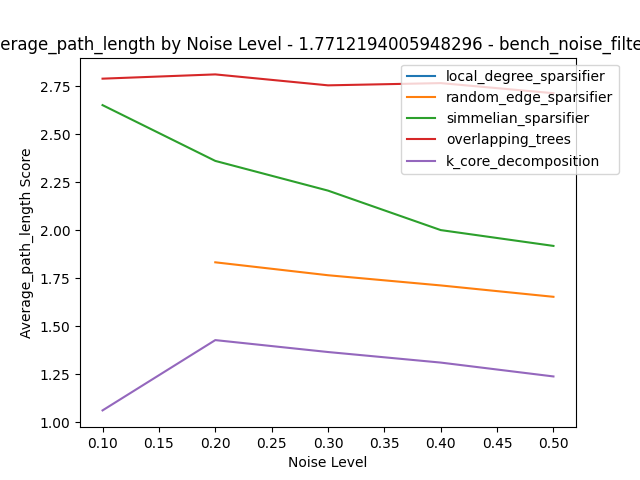 erage_path_length by Noise Level - 1.7712194005948296 - bench_noise_filte
local_degree_sparsifier
random_edge_sparsifier
simmelian_sparsifier
overlapping_trees
k_core_decomposition
Average_path_length Score
2.75
2.50
2.25
2.00
1.75
1.50
1.25
1.00
0.10 0.15 0.20 0.25 0.30 0.35 0.40 0.45 0.50
Noise Level